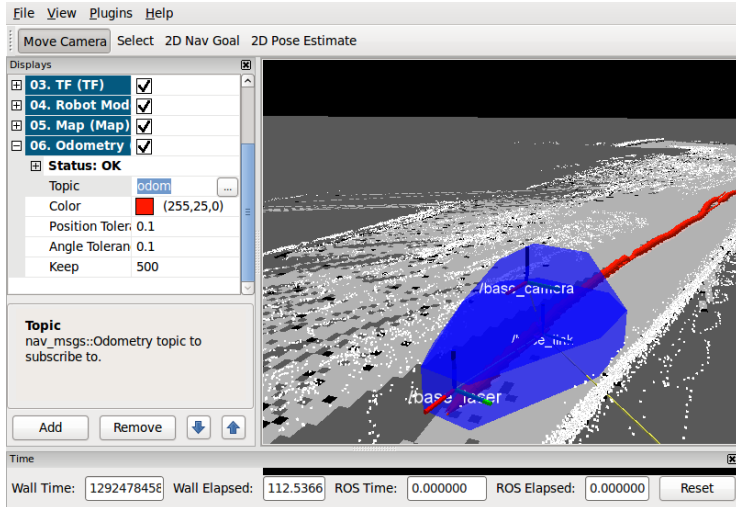 File View Plugins Help
Move Camera Select 2D Nav Goal 2D Pose Estimate
Displays
03. TF (TF)
04. Robot Mod
05. Map (Map)
06. Odometry (
Status: OK
Topic odom ...
Color (255,25,0)
Position Toler 0.1
Angle Toleran 0.1
Keep 500
/base_camera
/base_link
/base_laser
Topic
nav_msgs::Odometry topic to
subscribe to.
Add Remove
Time
Wall Time: 1292478458 Wall Elapsed: 112.5366 ROS Time: 0.000000 ROS Elapsed: 0.000000 Reset